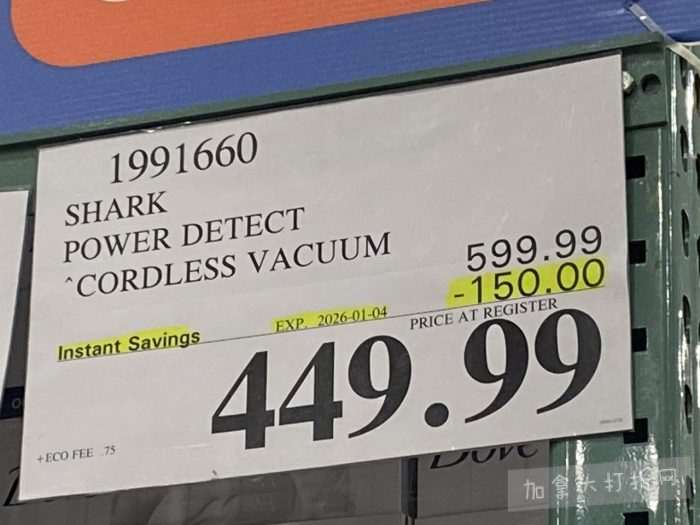 1991660
SHARK
POWER DETECT
^CORDLESS VACUUM
599.99
-150.00
Instant Savings
EXP. 2026-01-04
PRICE AT REGISTER
449.99
+ECO FEE .75
Dove
加拿大打折网